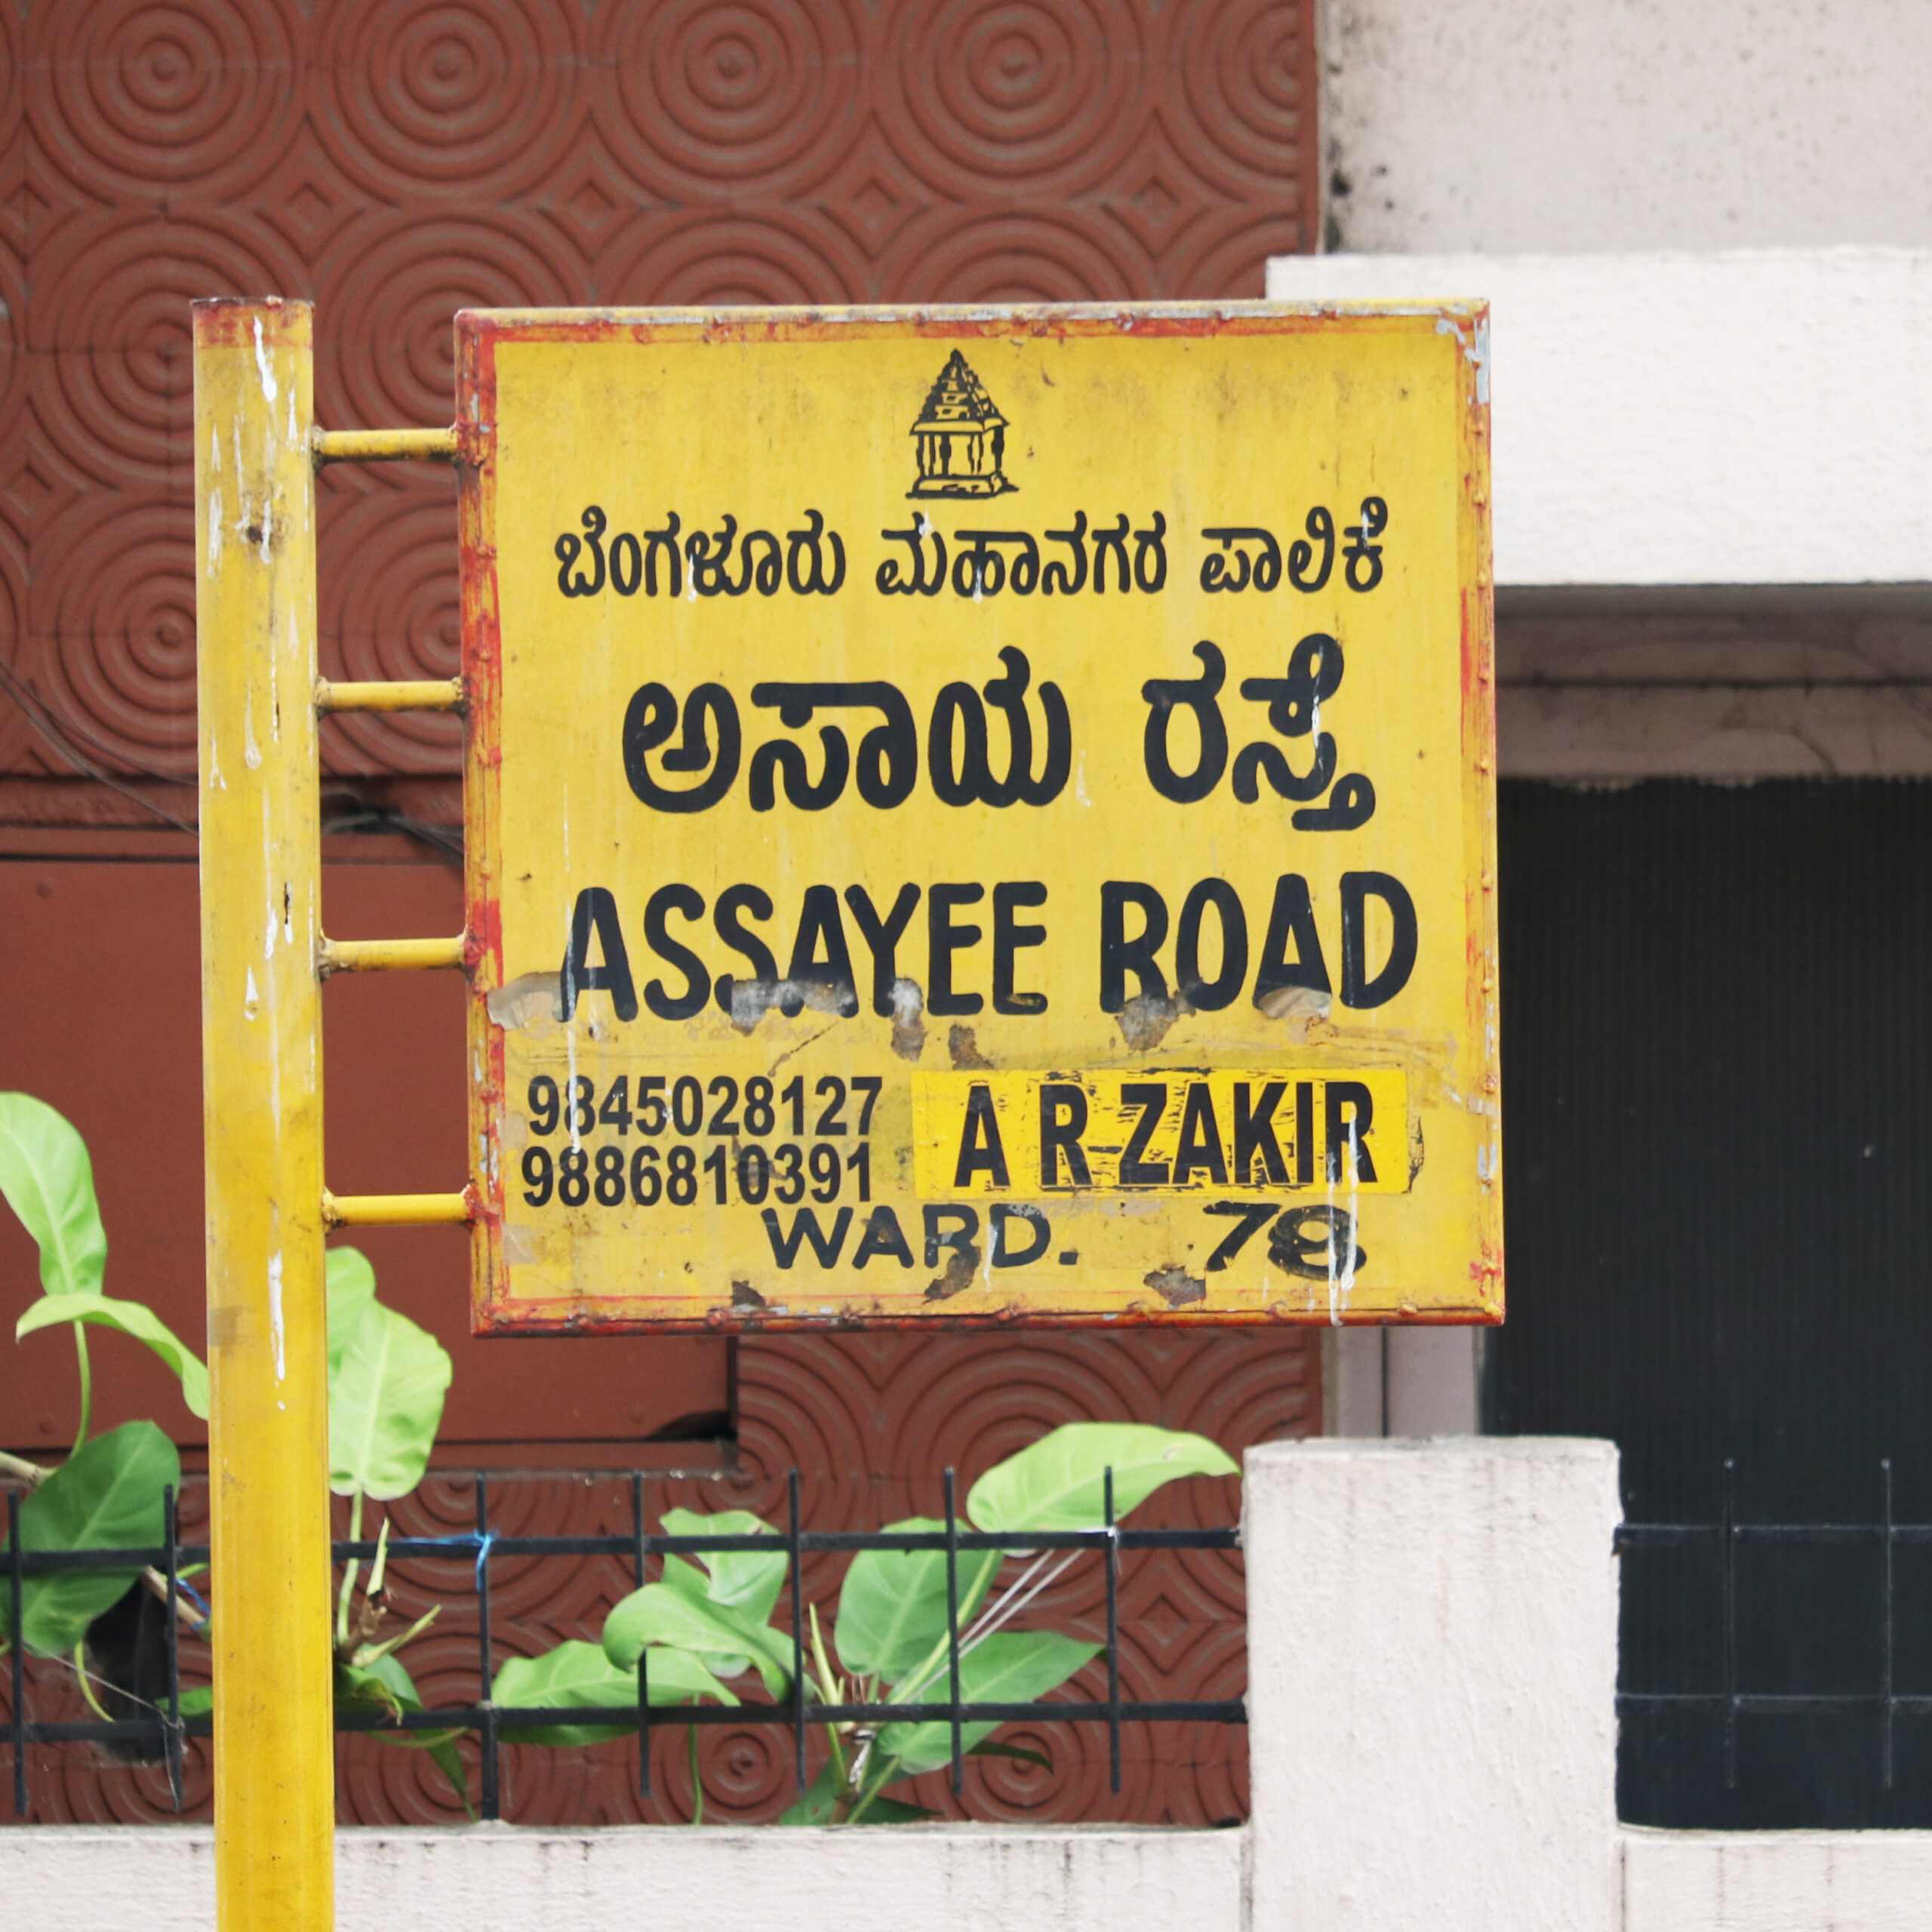 ಬೆಂಗಳೂರು ಮಹಾನಗರ ಪಾಲಿಕೆ
ಅಸಾಯ ರಸ್ತೆ
ASSAYEE ROAD
9845028127 A R ZAKIR
9886810391
WARD. 78